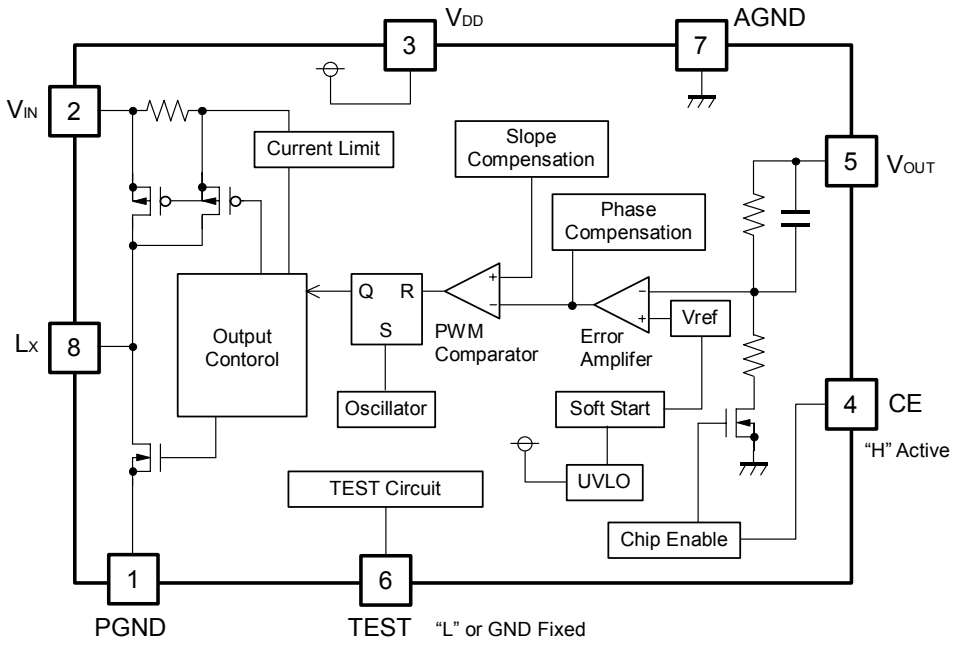 VDD
3
AGND
7
VIN
2
Current Limit
Slope
Compensation
5
VOUT
Phase
Compensation
+
−
−
+
Q
R
S
PWM
Comparator
Error
Amplifer
Vref
LX
8
Output
Contorol
Oscillator
Soft Start
4
CE
"H" Active
UVLO
TEST Circuit
Chip Enable
1
PGND
6
TEST
"L" or GND Fixed